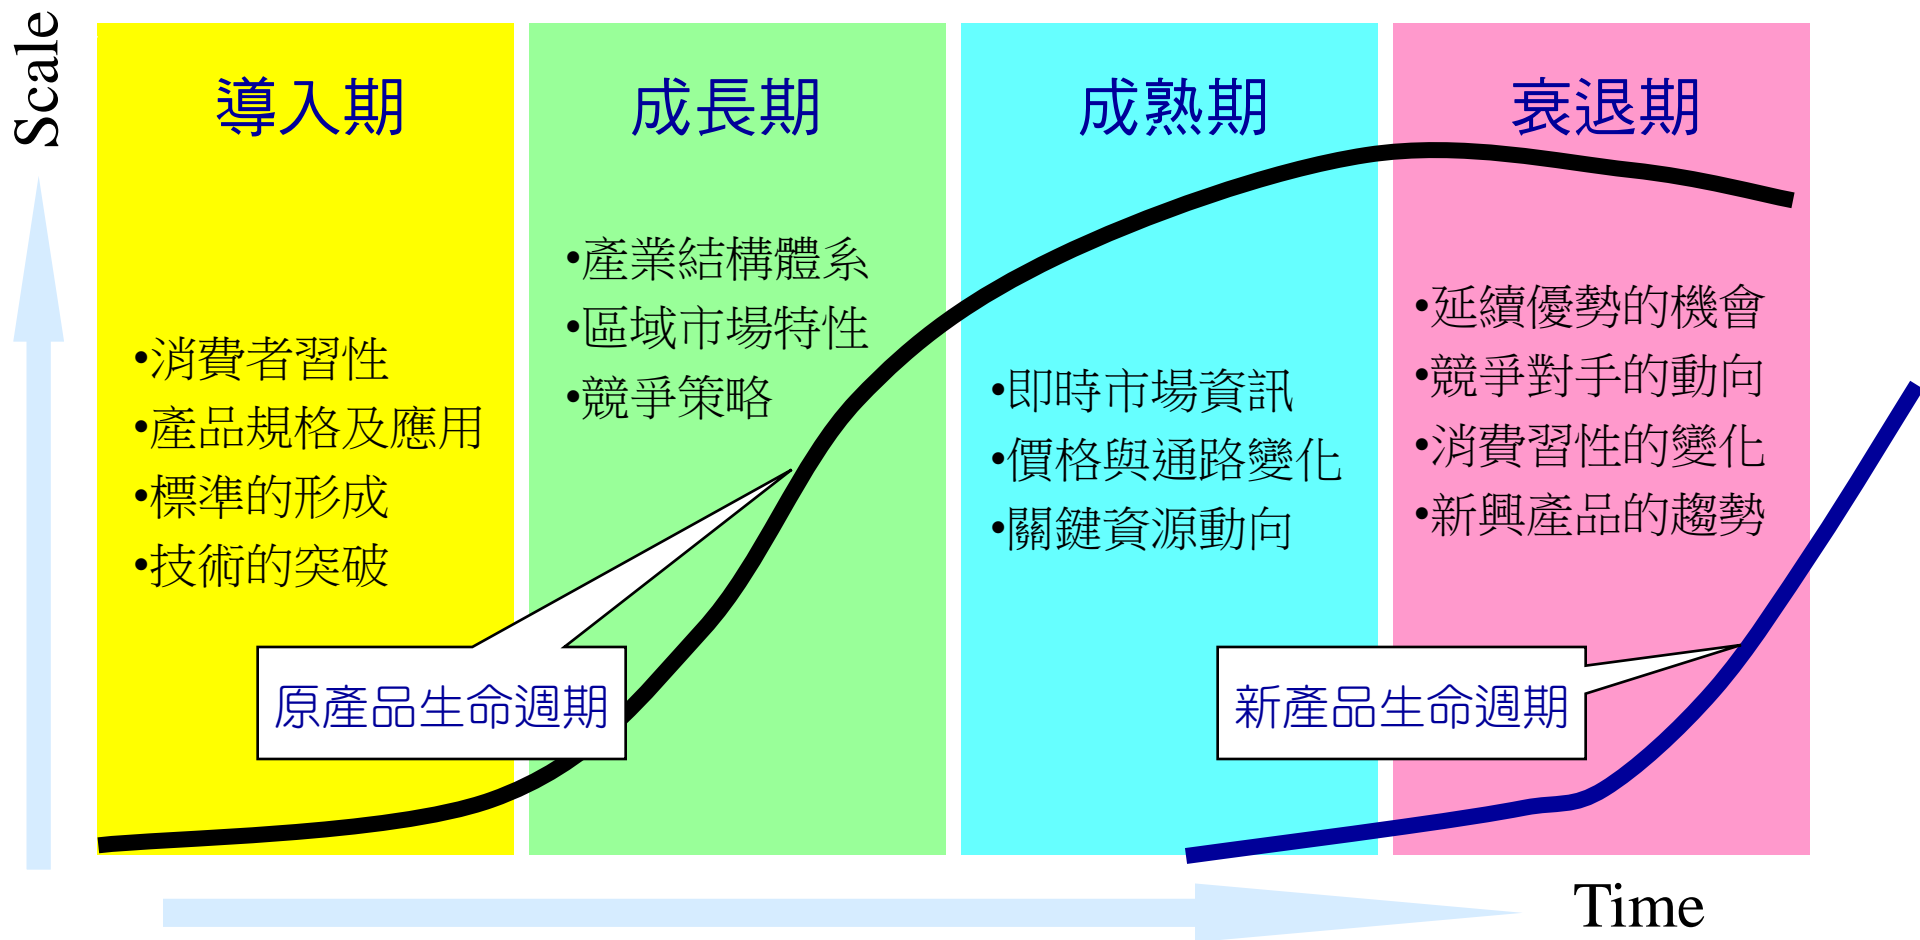 Scale
導入期
成長期
成熟期
衰退期
•消費者習性
•產品規格及應用
•標準的形成
•技術的突破
•產業結構體系
•區域市場特性
•競爭策略
•即時市場資訊
•價格與通路變化
•關鍵資源動向
•延續優勢的機會
•競爭對手的動向
•消費習性的變化
•新興產品的趨勢
原產品生命週期
新產品生命週期
Time